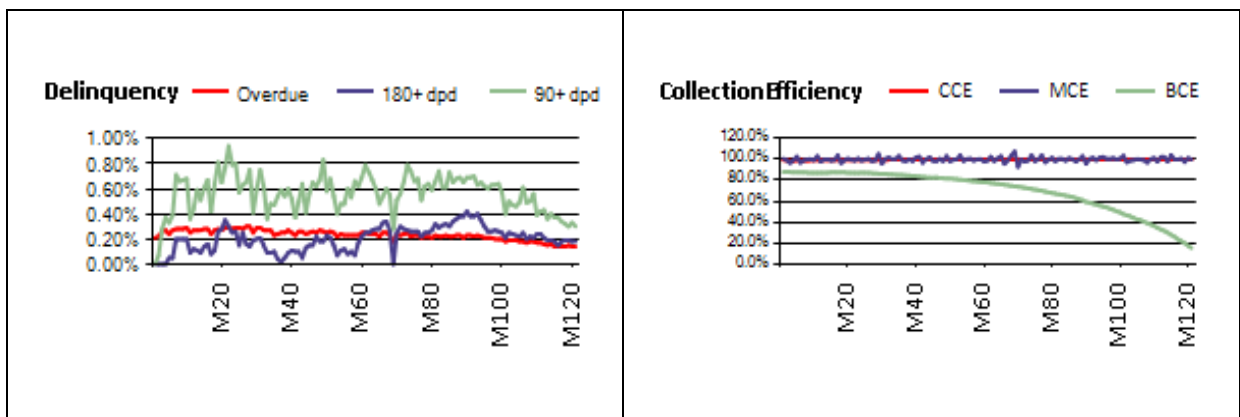 Delinquency Overdue 180+ dpd 90+ dpd
1.00%
0.80%
0.60%
0.40%
0.20%
0.00%
M20
M40
M60
M80
M100
M120
Collection Efficiency CCE MCE BCE
120.0%
100.0%
80.0%
60.0%
40.0%
20.0%
0.0%
M20
M40
M60
M80
M100
M120